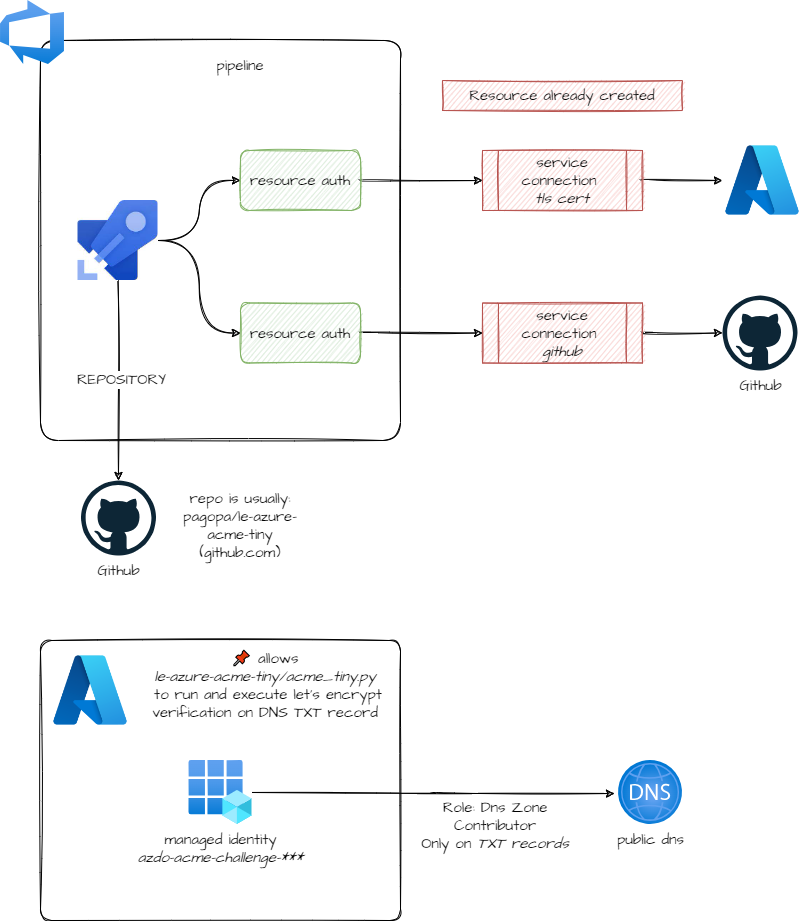 pipeline
Resource already created
resource auth
service
connection
tls cert
resource auth
service
connection
github
Github
REPOSITORY
Github
repo is usually:
pagopa/le-azure-
acme-tiny
(github.com)
allows
le-azure-acme-tiny/acme_tiny.py
to run and execute let's encrypt
verification on DNS TXT record
managed identity
azdo-acme-challenge-***
Role: Dns Zone
Contributor
Only on TXT records
DNS
public dns